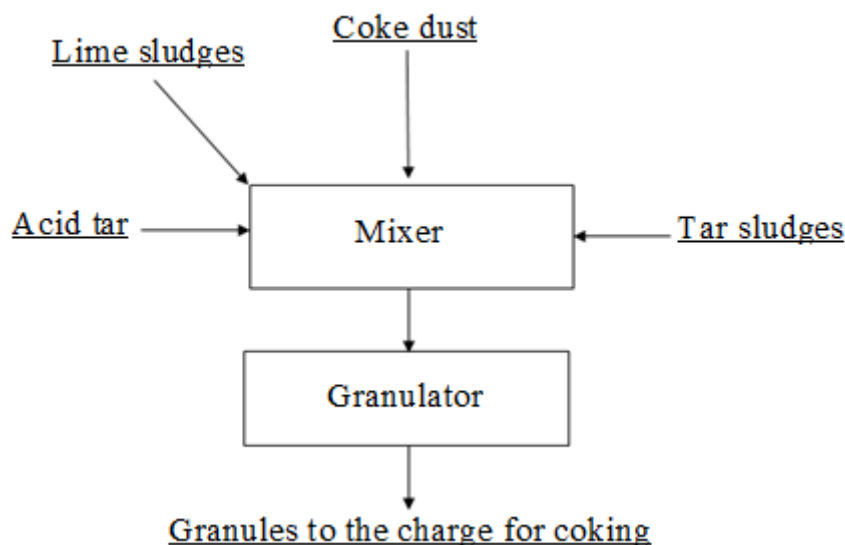 Coke dust
Lime sludges
Acid tar
Mixer
Tar sludges
Granulator
Granules to the charge for coking